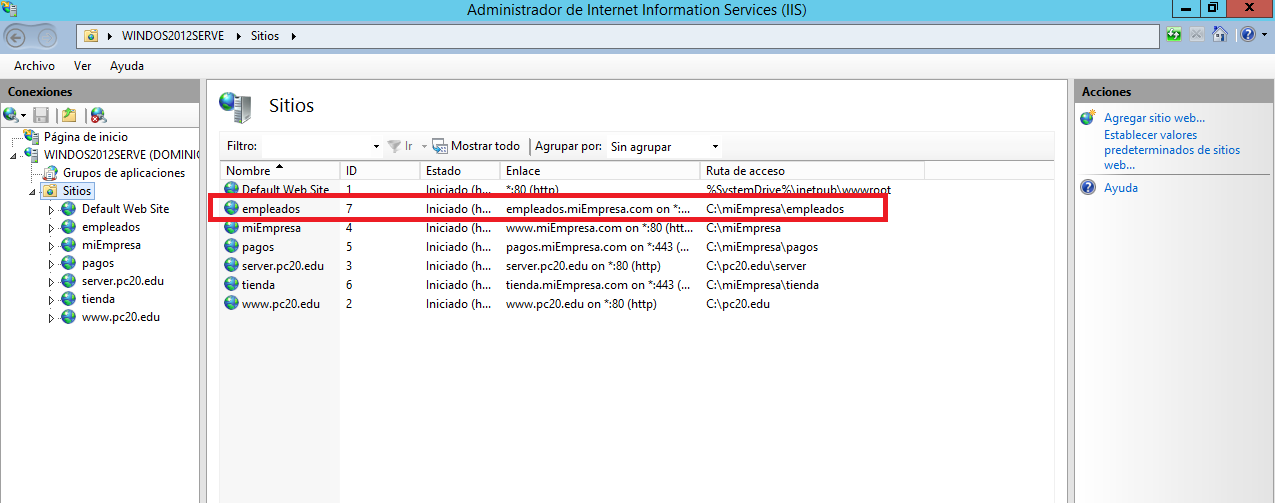 Administrador de Internet Information Services (IIS)
WINDOS2012SERVE Sitios
Archivo Ver Ayuda
Conexiones
Página de inicio
WINDOS2012SERVE (DOMINIC
Grupos de aplicaciones
Sitios
Default Web Site
empleados
miEmpresa
pagos
server.pc20.edu
tienda
www.pc20.edu
Sitios
Filtro: Ir Mostrar todo Agrupar por: Sin agrupar
Nombre ID Estado Enlace Ruta de acceso
Default Web Site 1 Iniciado (h... *:80 (http) %SystemDrive%\inetpub\wwwroot
empleados 7 Iniciado (h... empleados.miEmpresa.com on *:... C:\miEmpresa\empleados
miEmpresa 4 Iniciado (h... www.miEmpresa.com on *:80 (htt... C:\miEmpresa
pagos 5 Iniciado (h... pagos.miEmpresa.com on *:443 (... C:\miEmpresa\pagos
server.pc20.edu 3 Iniciado (h... server.pc20.edu on *:80 (http) C:\pc20.edu\server
tienda 6 Iniciado (h... tienda.miEmpresa.com on *:443 (... C:\miEmpresa\tienda
www.pc20.edu 2 Iniciado (h... www.pc20.edu on *:80 (http) C:\pc20.edu
Acciones
Agregar sitio web...
Establecer valores
predeterminados de sitios
web...
Ayuda